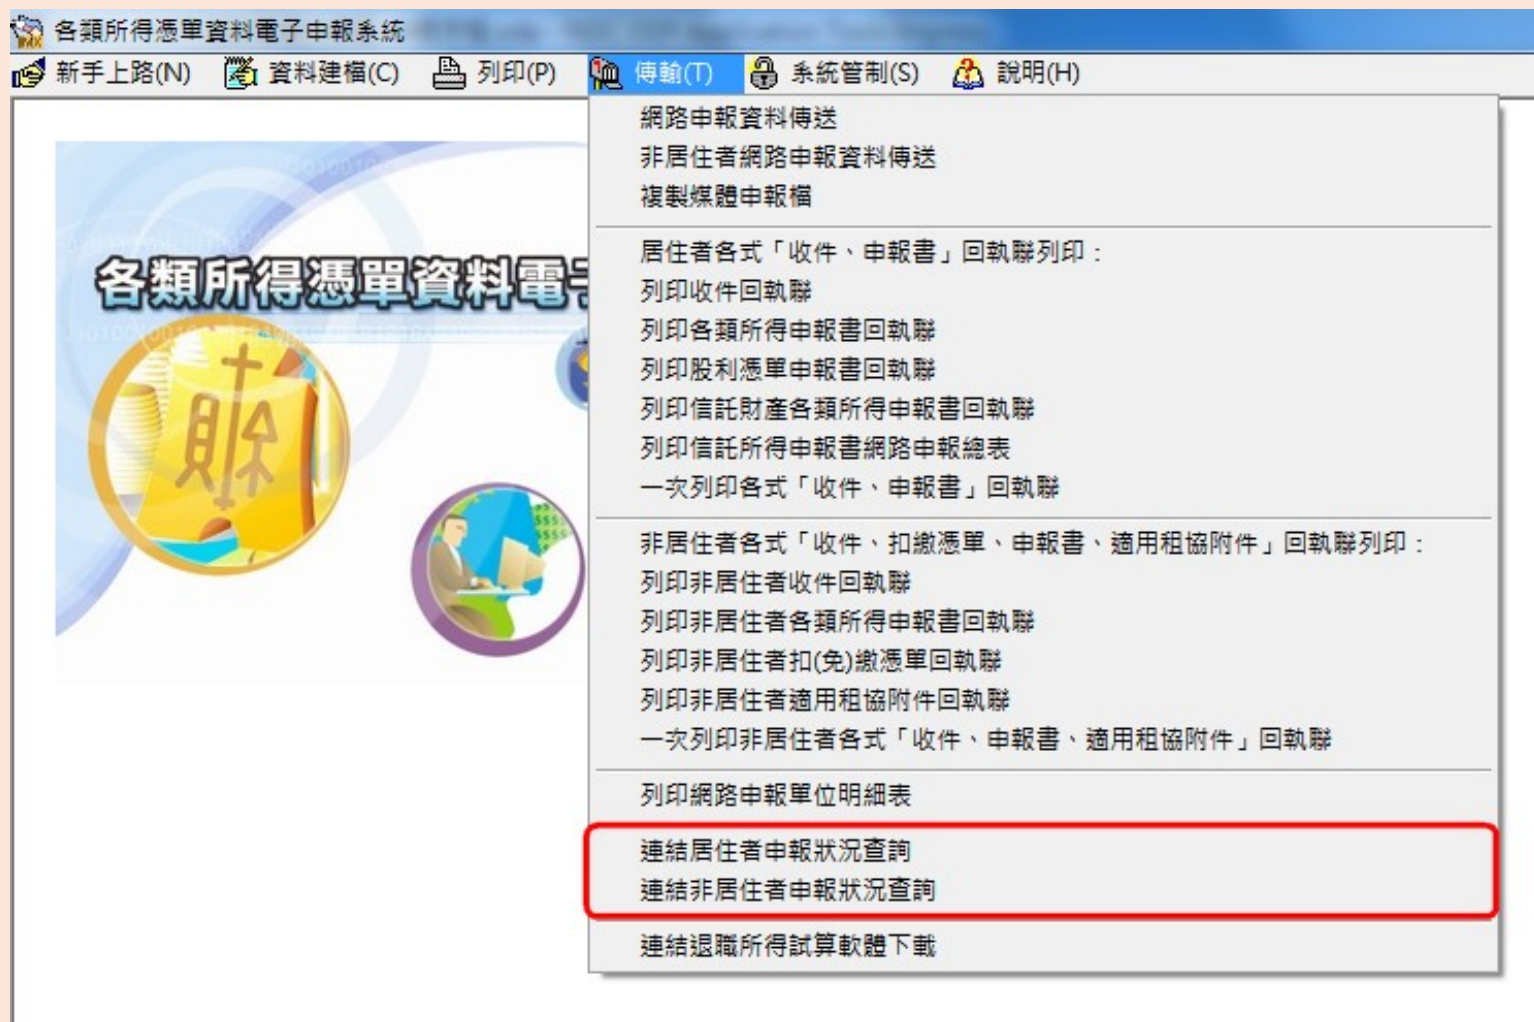 各類所得憑單資料電子申報系統
新手上路(N) 資料建檔(C) 列印(P) 傳輸(T) 系統管制(S) 說明(H)
網路申報資料傳送
非居住者網路申報資料傳送
複製媒體申報檔
居住者各式「收件、申報書」回執聯列印：
列印收件回執聯
列印各類所得申報書回執聯
列印股利憑單申報書回執聯
列印信託財產各類所得申報書回執聯
列印信託所得申報書網路申報總表
一次列印各式「收件、申報書」回執聯
非居住者各式「收件、扣繳憑單、申報書、適用租協附件」回執聯列印：
列印非居住者收件回執聯
列印非居住者各類所得申報書回執聯
列印非居住者扣(免)繳憑單回執聯
列印非居住者適用租協附件回執聯
一次列印非居住者各式「收件、申報書、適用租協附件」回執聯
列印網路申報單位明細表
連結居住者申報狀況查詢
連結非居住者申報狀況查詢
連結退職所得試算軟體下載
各類所得憑單資料電